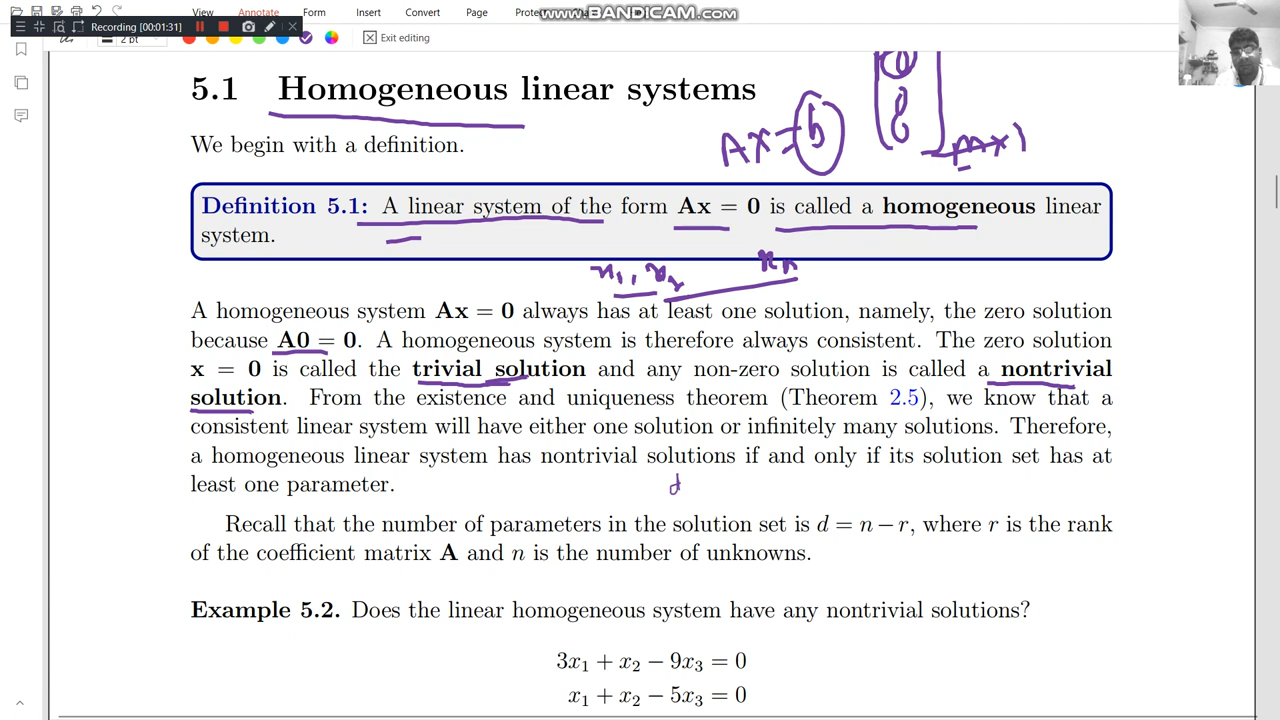 View Annotate Form Insert Convert Page
www.BANDICAM.com
Recording [00:01:31]
2 pt
Exit editing
5.1 Homogeneous linear systems
We begin with a definition.
Ax = b
m×1
Definition 5.1: A linear system of the form Ax = 0 is called a homogeneous linear
system.
x₁, x₂ xₙ
A homogeneous system Ax = 0 always has at least one solution, namely, the zero solution
because A0 = 0. A homogeneous system is therefore always consistent. The zero solution
x = 0 is called the trivial solution and any non-zero solution is called a nontrivial
solution. From the existence and uniqueness theorem (Theorem 2.5), we know that a
consistent linear system will have either one solution or infinitely many solutions. Therefore,
a homogeneous linear system has nontrivial solutions if and only if its solution set has at
least one parameter.
d
Recall that the number of parameters in the solution set is d = n − r, where r is the rank
of the coefficient matrix A and n is the number of unknowns.
Example 5.2. Does the linear homogeneous system have any nontrivial solutions?
3x₁ + x₂ − 9x₃ = 0
x₁ + x₂ − 5x₃ = 0